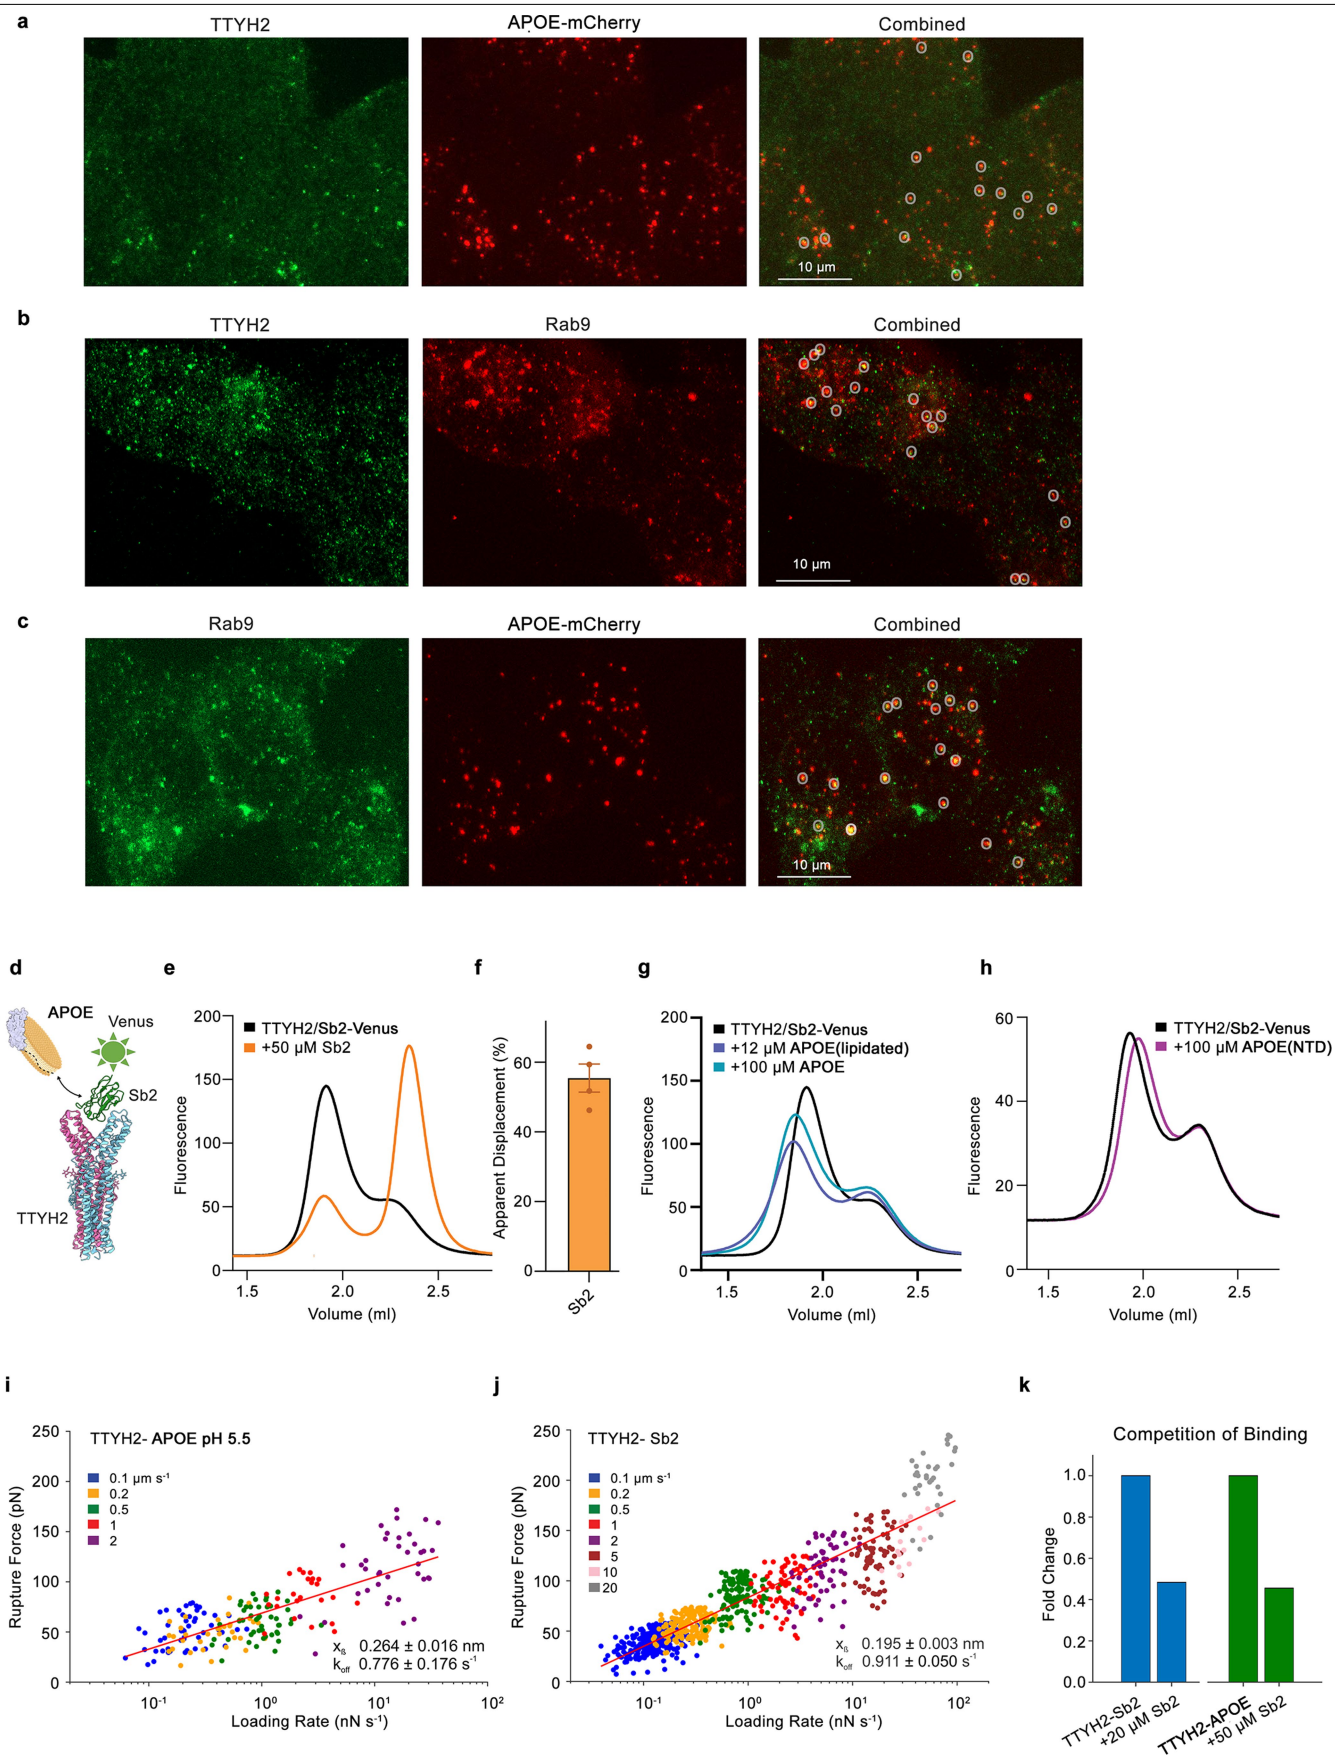 a
TTYH2
APOE-mCherry
Combined
10 µm
b
TTYH2
Rab9
Combined
10 µm
c
Rab9
APOE-mCherry
Combined
10 µm
d
APOE
Venus
Sb2
TTYH2
e
TTYH2/Sb2-Venus
+50 µM Sb2
Fluorescence
200
150
100
50
0
1.5
2.0
2.5
Volume (ml)
f
Apparent Displacement (%)
60
40
20
0
Sb2
g
TTYH2/Sb2-Venus
+12 µM APOE(lipidated)
+100 µM APOE
Fluorescence
200
150
100
50
0
1.5
2.0
2.5
Volume (ml)
h
TTYH2/Sb2-Venus
+100 µM APOE(NTD)
Fluorescence
60
40
20
0
1.5
2.0
2.5
Volume (ml)
i
TTYH2- APOE pH 5.5
0.1 µm s⁻¹
0.2
0.5
1
2
Rupture Force (pN)
250
200
150
100
50
0
xß 0.264 ± 0.016 nm
koff 0.776 ± 0.176 s⁻¹
10⁻¹
10⁰
10¹
10²
Loading Rate (nN s⁻¹)
j
TTYH2- Sb2
0.1 µm s⁻¹
0.2
0.5
1
2
5
10
20
Rupture Force (pN)
250
200
150
100
50
0
xß 0.195 ± 0.003 nm
koff 0.911 ± 0.050 s⁻¹
10⁻¹
10⁰
10¹
10²
Loading Rate (nN s⁻¹)
k
Competition of Binding
Fold Change
1.0
0.8
0.6
0.4
0.2
0.0
TTYH2-Sb2
+20 µM Sb2
TTYH2-APOE
+50 µM Sb2